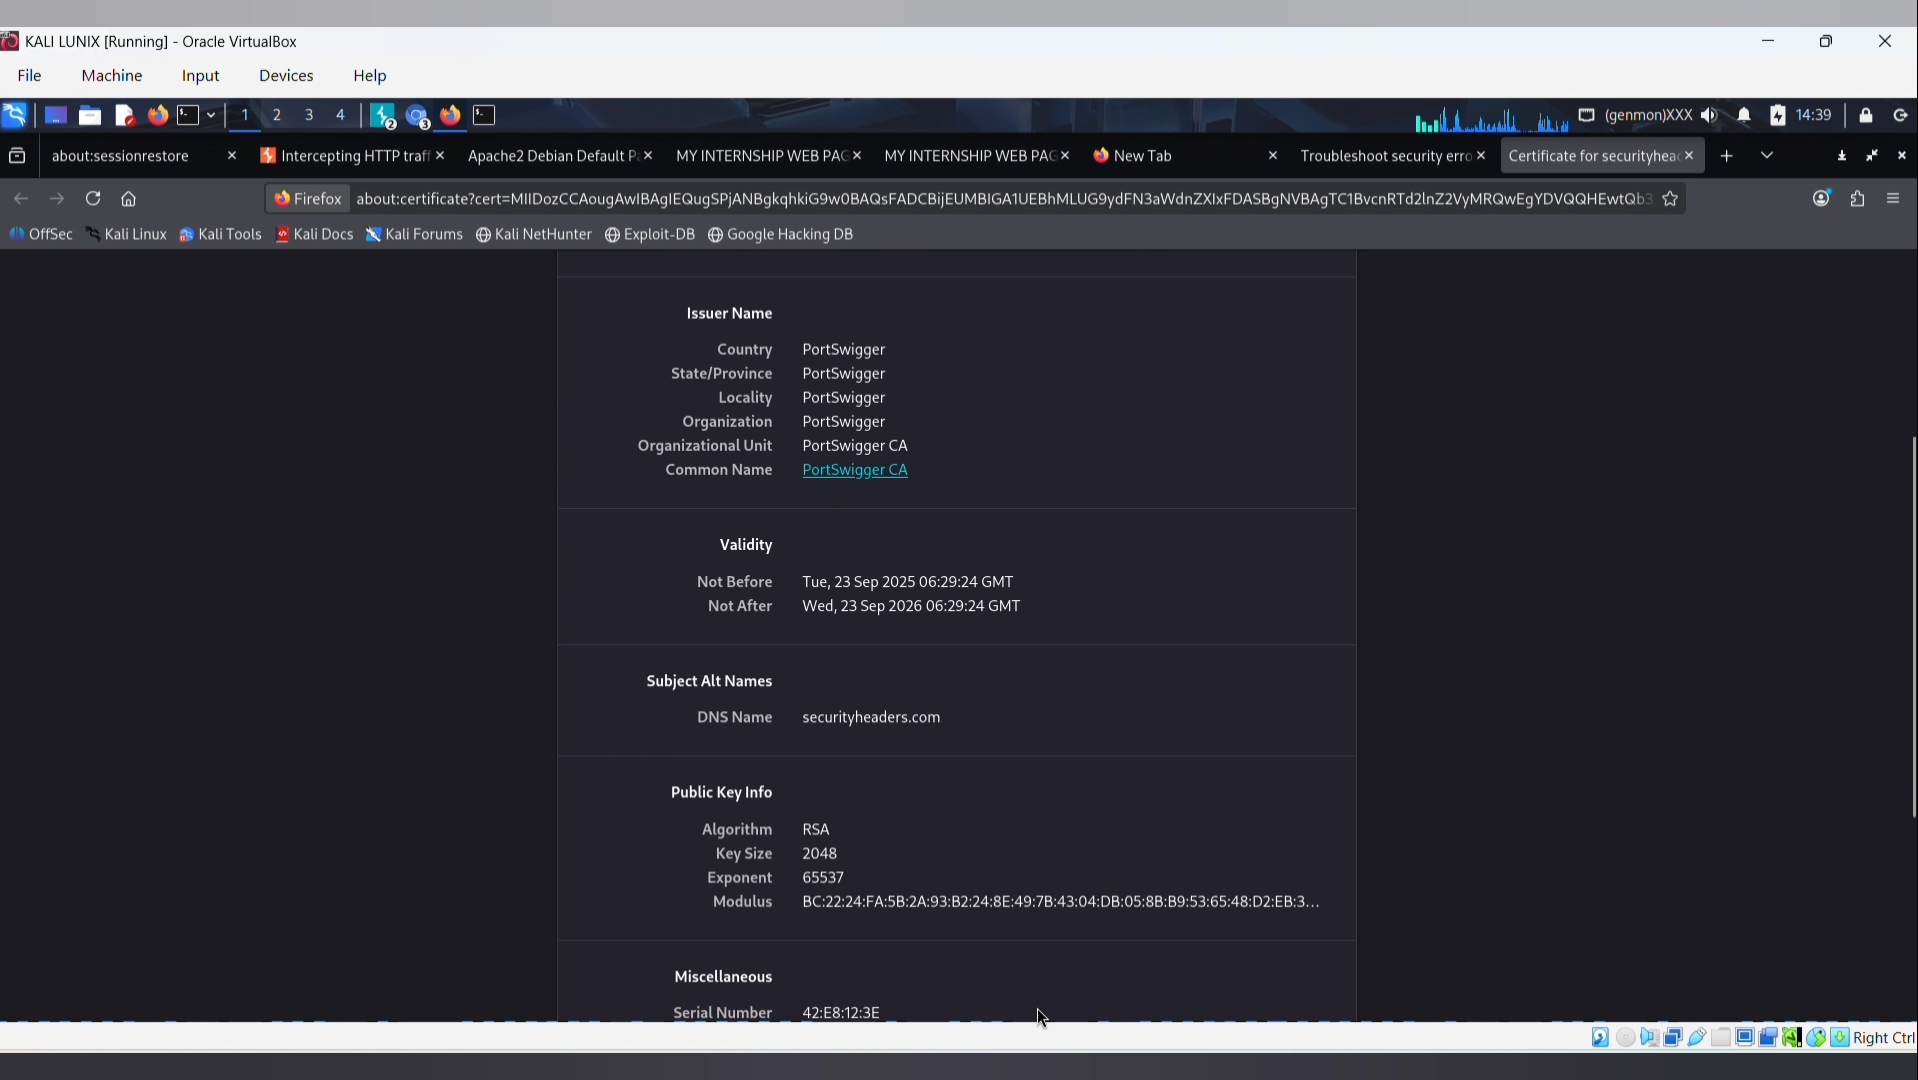 KALI LUNIX [Running] - Oracle VirtualBox
File Machine Input Devices Help
1 2 3 4 2 3 (genmon)XXX 14:39
about:sessionrestore Intercepting HTTP traff Apache2 Debian Default Pa MY INTERNSHIP WEB PAG MY INTERNSHIP WEB PAG New Tab Troubleshoot security erro Certificate for securityhea
Firefox about:certificate?cert=MIIDozCCAougAwIBAgIEQugSPjANBgkqhkiG9w0BAQsFADCBijEUMBIGA1UEBhMLUG9ydFN3aWdnZXIxFDASBgNVBAgTC1BvcnRTd2lnZ2VyMRQwEgYDVQQHEwtQb3
OffSec Kali Linux Kali Tools Kali Docs Kali Forums Kali NetHunter Exploit-DB Google Hacking DB
Issuer Name
Country PortSwigger
State/Province PortSwigger
Locality PortSwigger
Organization PortSwigger
Organizational Unit PortSwigger CA
Common Name PortSwigger CA
Validity
Not Before Tue, 23 Sep 2025 06:29:24 GMT
Not After Wed, 23 Sep 2026 06:29:24 GMT
Subject Alt Names
DNS Name securityheaders.com
Public Key Info
Algorithm RSA
Key Size 2048
Exponent 65537
Modulus BC:22:24:FA:5B:2A:93:B2:24:8E:49:7B:43:04:DB:05:8B:B9:53:65:48:D2:EB:3...
Miscellaneous
Serial Number 42:E8:12:3E
Right Ctrl